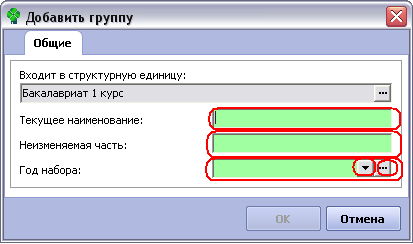 Добавить группу
Общие
Входит в структурную единицу:
Бакалавриат 1 курс
...
Текущее наименование:
Неизменяемая часть:
Год набора:
...
OK
Отмена